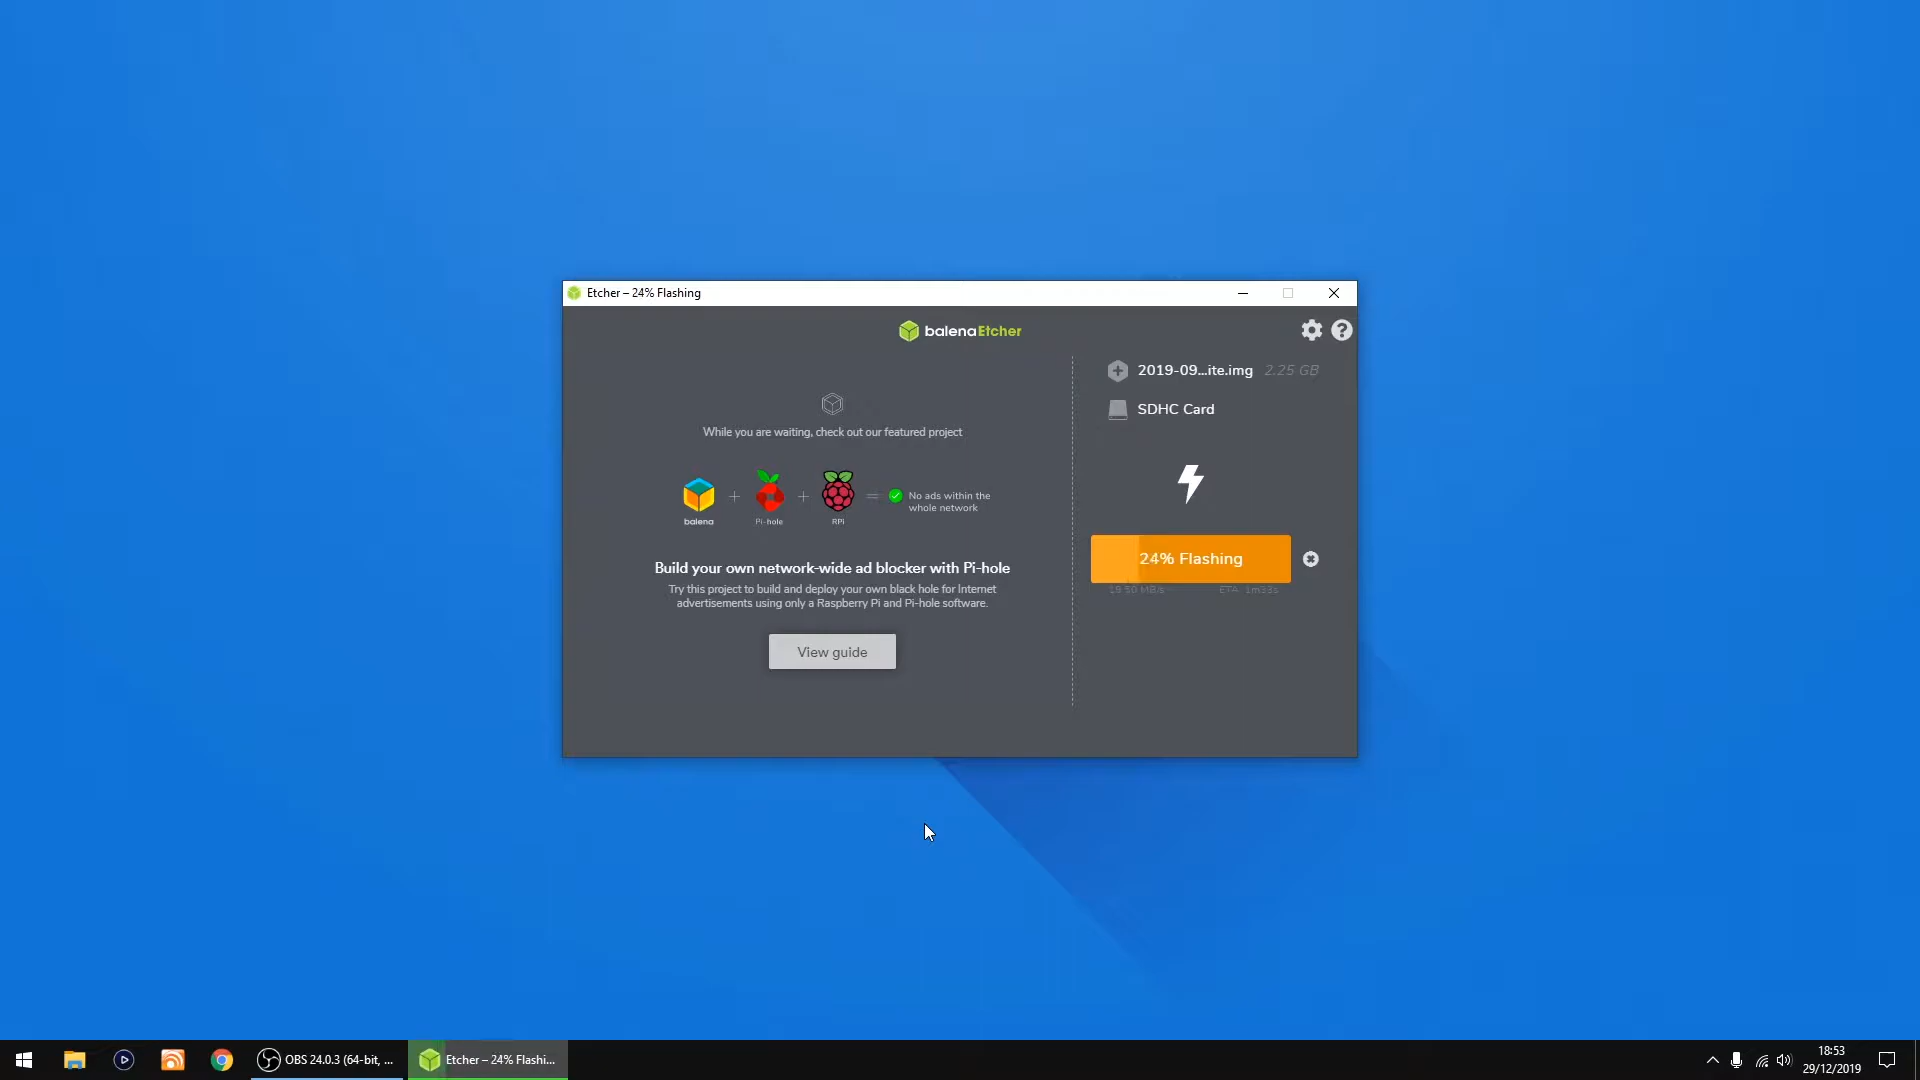 Etcher – 24% Flashing
balenaEtcher
While you are waiting, check out our featured project
balena
Pi-hole
RPi
No ads within the
whole network
Build your own network-wide ad blocker with Pi-hole
Try this project to build and deploy your own black hole for Internet
advertisements using only a Raspberry Pi and Pi-hole software.
View guide
2019-09...ite.img 2.25 GB
SDHC Card
24% Flashing
ETA: 1m33s
OBS 24.0.3 (64-bit, ...
Etcher – 24% Flashi...
18:53
29/12/2019